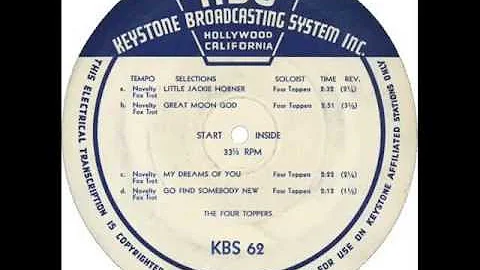 KEYSTONE BROADCASTING SYSTEM INC.
HOLLYWOOD
CALIFORNIA
TEMPO SELECTIONS SOLOIST TIME REV.
a. Novelty Fox Trot LITTLE JACKIE HORNER Four Toppers 2:32 (2½)
b. Novelty Fox Trot GREAT MOON GOD Four Toppers 2:51 (3½)
START INSIDE
33⅓ RPM
c. Novelty Fox Trot MY DREAMS OF YOU Four Toppers 2:22 (2½)
d. Novelty Fox Trot GO FIND SOMEBODY NEW Four Toppers 2:12 (1½)
THE FOUR TOPPERS
KBS 62
THIS ELECTRICAL TRANSCRIPTION IS COPYRIGHTED
FOR USE ON KEYSTONE AFFILIATED STATIONS ONLY